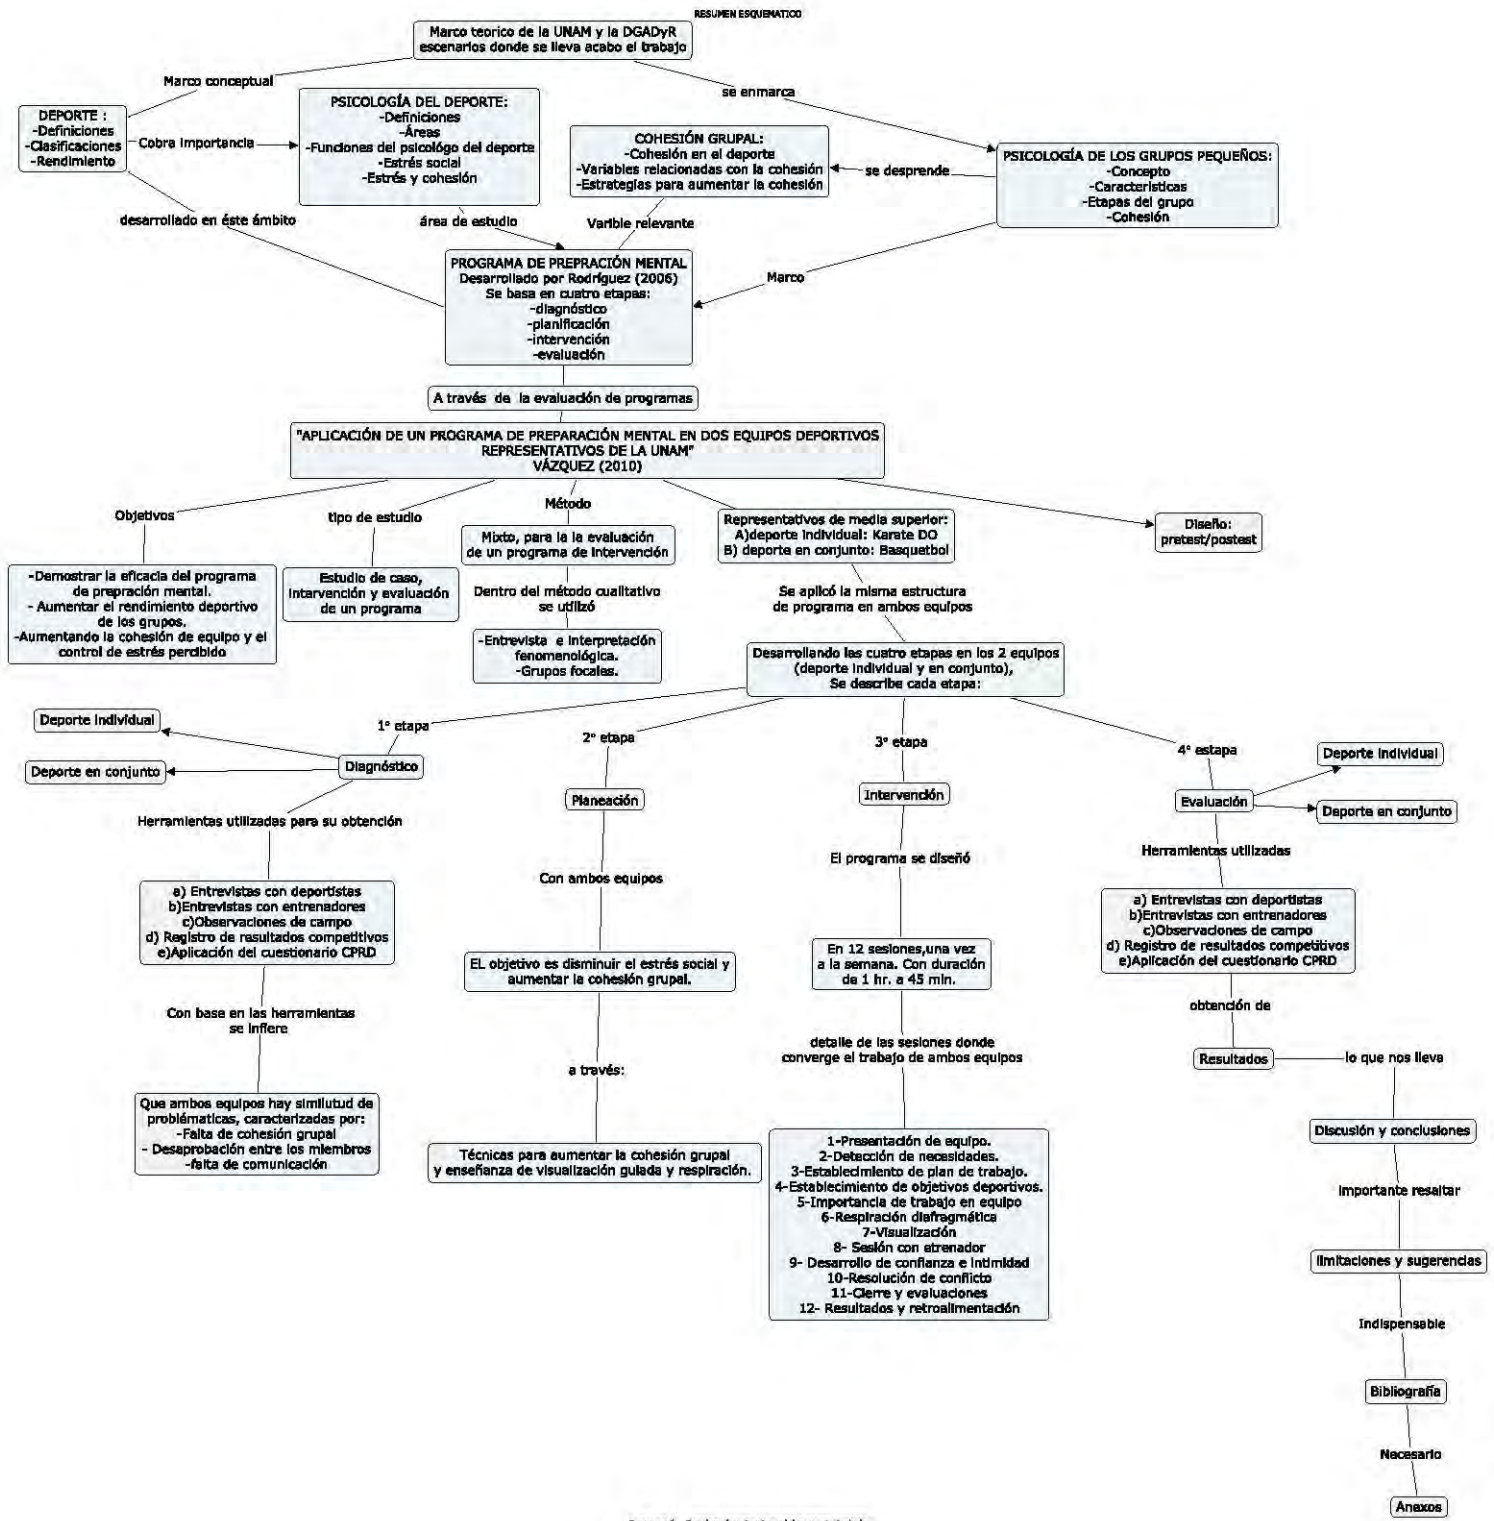 RESUMEN ESQUEMATICO
Marco teorico de la UNAM y la DGADyR
escenarios donde se lleva acabo el trabajo
Marco conceptual
se enmarca
DEPORTE :
-Definiciones
-Clasificaciones
-Rendimiento
Cobra importancia
PSICOLOGÍA DEL DEPORTE:
-Definiciones
-Áreas
-Funciones del psicológo del deporte
-Estrés social
-Estrés y cohesión
COHESIÓN GRUPAL:
-Cohesión en el deporte
-Variables relacionadas con la cohesión
-Estrategias para aumentar la cohesión
se desprende
PSICOLOGÍA DE LOS GRUPOS PEQUEÑOS:
-Concepto
-Caracteristicas
-Etapas del grupo
-Cohesión
desarrollado en éste ámbito
área de estudio
Varible relevante
Marco
PROGRAMA DE PREPRACIÓN MENTAL
Desarrollado por Rodríguez (2006)
Se basa en cuatro etapas:
-diagnóstico
-planificación
-intervención
-evaluación
A través de la evaluación de programas
"APLICACIÓN DE UN PROGRAMA DE PREPARACIÓN MENTAL EN DOS EQUIPOS DEPORTIVOS
REPRESENTATIVOS DE LA UNAM"
VÁZQUEZ (2010)
Objetivos
tipo de estudio
Método
-Demostrar la eficacia del programa
de prepración mental.
- Aumentar el rendimiento deportivo
de los grupos.
-Aumentando la cohesión de equipo y el
control de estrés percibido
Estudio de caso,
intervención y evaluación
de un programa
Mixto, para la la evaluación
de un programa de intervención
Dentro del método cualitativo
se utilizó
-Entrevista e interpretación
fenomenológica.
-Grupos focales.
Representativos de media superior:
A)deporte individual: Karate DO
B) deporte en conjunto: Basquetbol
Diseño:
pretest/postest
Se aplicó la misma estructura
de programa en ambos equipos
Desarrollando las cuatro etapas en los 2 equipos
(deporte individual y en conjunto),
Se describe cada etapa:
1° etapa
2° etapa
3° etapa
4° estapa
Deporte individual
Deporte en conjunto
Diagnóstico
Herramientas utilizadas para su obtención
a) Entrevistas con deportistas
b)Entrevistas con entrenadores
c)Observaciones de campo
d) Registro de resultados competitivos
e)Aplicación del cuestionario CPRD
Con base en las herramientas
se infiere
Que ambos equipos hay similutud de
problématicas, caracterizadas por:
-Falta de cohesión grupal
- Desaprobación entre los miembros
-falta de comunicación
Planeación
Con ambos equipos
EL objetivo es disminuir el estrés social y
aumentar la cohesión grupal.
a través:
Técnicas para aumentar la cohesión grupal
y enseñanza de visualización guiada y respiración.
Intervención
El programa se diseñó
En 12 sesiones,una vez
a la semana. Con duración
de 1 hr. a 45 min.
detalle de las sesiones donde
converge el trabajo de ambos equipos
1-Presentación de equipo.
2-Detección de necesidades.
3-Establecimiento de plan de trabajo.
4-Establecimiento de objetivos deportivos.
5-Importancia de trabajo en equipo
6-Respiración diafragmática
7-Visualización
8- Sesión con etrenador
9- Desarrollo de confianza e intimidad
10-Resolución de conflicto
11-Cierre y evaluaciones
12- Resultados y retroalimentación
Evaluación
Deporte individual
Deporte en conjunto
Herramientas utilizadas
a) Entrevistas con deportistas
b)Entrevistas con entrenadores
c)Observaciones de campo
d) Registro de resultados competitivos
e)Aplicación del cuestionario CPRD
obtención de
Resultados
lo que nos lleva
Discusión y conclusiones
importante resaltar
limitaciones y sugerencias
Indispensable
Bibliografía
Necesario
Anexos